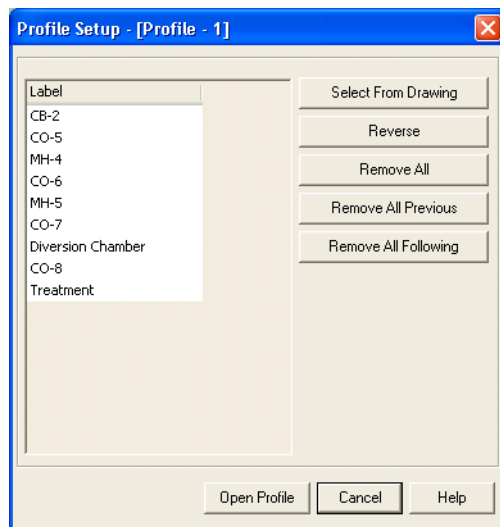 Profile Setup - [Profile - 1]
Label
CB-2
CO-5
MH-4
CO-6
MH-5
CO-7
Diversion Chamber
CO-8
Treatment
Select From Drawing
Reverse
Remove All
Remove All Previous
Remove All Following
Open Profile
Cancel
Help